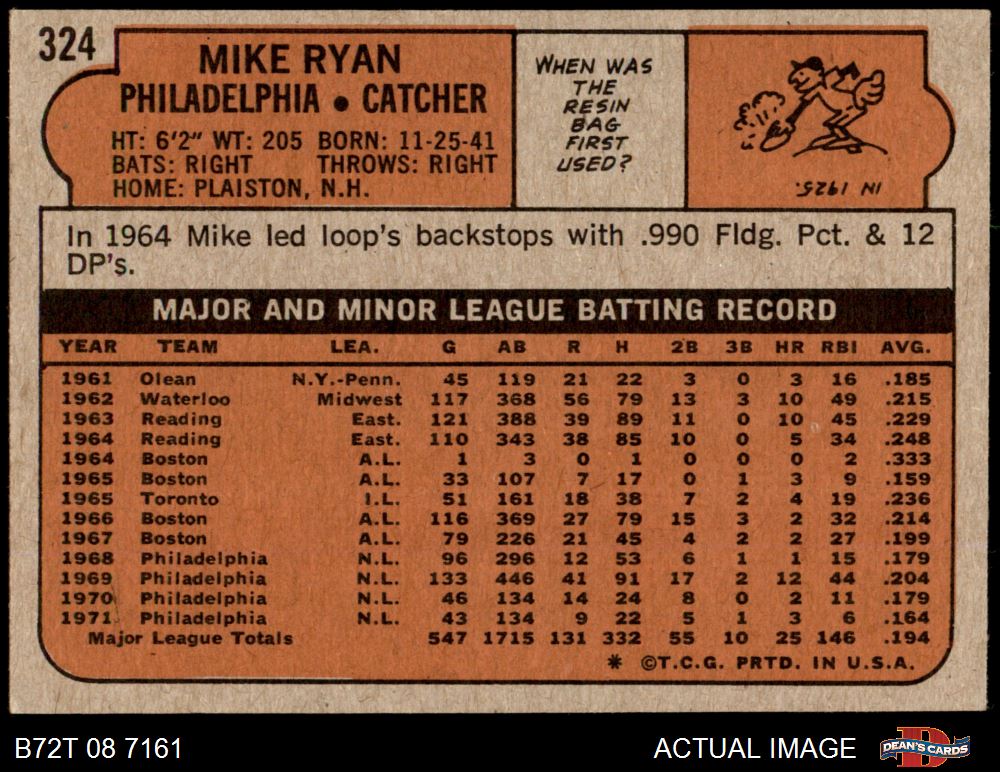 324
MIKE RYAN
PHILADELPHIA • CATCHER
HT: 6'2" WT: 205 BORN: 11-25-41
BATS: RIGHT THROWS: RIGHT
HOME: PLAISTON, N.H.
WHEN WAS
THE
RESIN
BAG
FIRST
USED?
IN 1925.
In 1964 Mike led loop's backstops with .990 Fldg. Pct. & 12
DP's.
MAJOR AND MINOR LEAGUE BATTING RECORD
YEAR TEAM LEA. G AB R H 2B 3B HR RBI AVG.
1961 Olean N.Y.-Penn. 45 119 21 22 3 0 3 16 .185
1962 Waterloo Midwest 117 368 56 79 13 3 10 49 .215
1963 Reading East. 121 388 39 89 11 0 10 45 .229
1964 Reading East. 110 343 38 85 10 0 5 34 .248
1964 Boston A.L. 1 3 0 1 0 0 0 2 .333
1965 Boston A.L. 33 107 7 17 0 1 3 9 .159
1965 Toronto I.L. 51 161 18 38 7 2 4 19 .236
1966 Boston A.L. 116 369 27 79 15 3 2 32 .214
1967 Boston A.L. 79 226 21 45 4 2 2 27 .199
1968 Philadelphia N.L. 96 296 12 53 6 1 1 15 .179
1969 Philadelphia N.L. 133 446 41 91 17 2 12 44 .204
1970 Philadelphia N.L. 46 134 14 24 8 0 2 11 .179
1971 Philadelphia N.L. 43 134 9 22 5 1 3 6 .164
Major League Totals 547 1715 131 332 55 10 25 146 .194
* ©T.C.G. PRTD. IN U.S.A.
B72T 08 7161 ACTUAL IMAGE DEAN'S CARDS